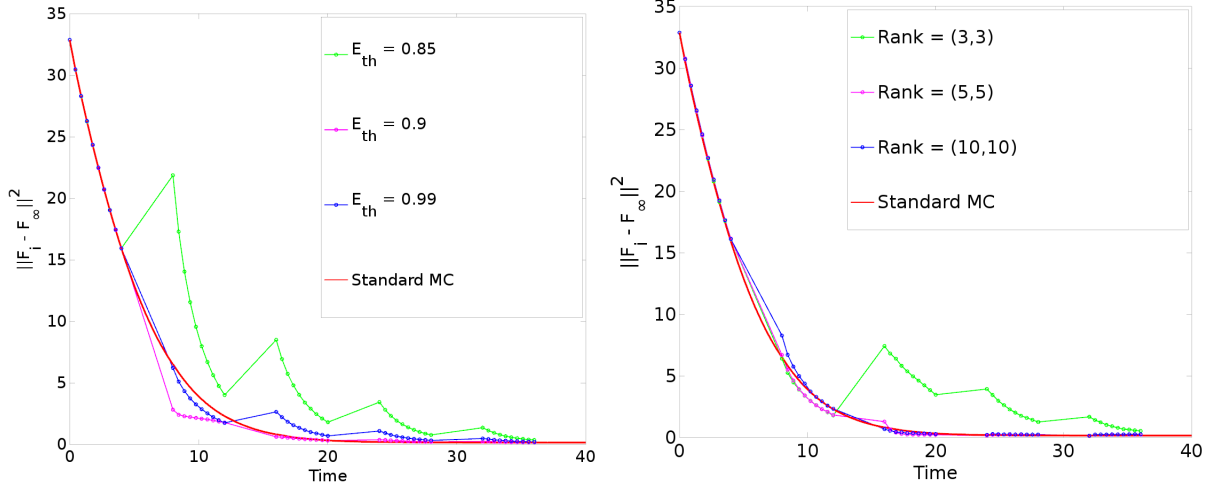 35
30
25
20
15
10
5
0
0
10
20
30
40
||F_i - F_∞||^2
Time
E_th = 0.85
E_th = 0.9
E_th = 0.99
Standard MC
35
30
25
20
15
10
5
0
0
10
20
30
40
||F_i - F_∞||^2
Time
Rank = (3,3)
Rank = (5,5)
Rank = (10,10)
Standard MC